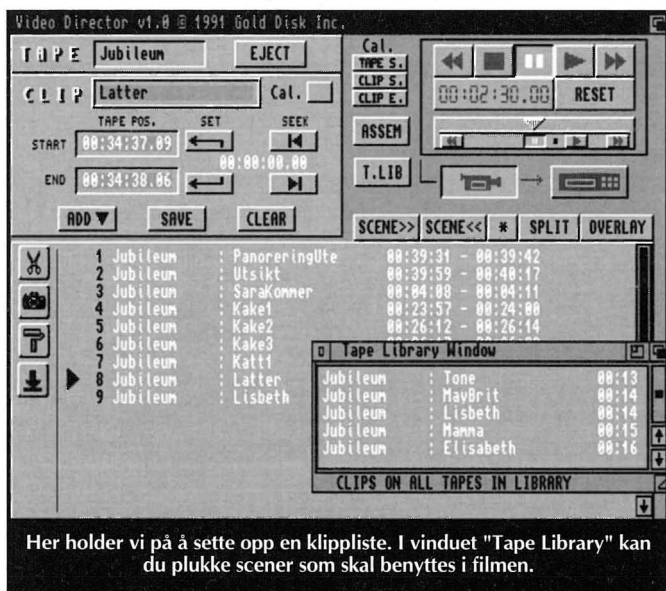 Video Director v1.0 © 1991 Gold Disk Inc.
TAPE Jubileum EJECT
CLIP Latter Cal.
TAPE POS. SET SEEK
START 00:34:37.09
00:00:00.00
END 00:34:38.06
ADD SAVE CLEAR
Cal.
TAPE S.
CLIP S.
CLIP E.
ASSEM
T.LIB
00:02:30.00 RESET
SCENE>> SCENE<< * SPLIT OVERLAY
1 Jubileum : PanoreringUte 00:39:31 - 00:39:42
2 Jubileum : Utsikt 00:39:59 - 00:40:17
3 Jubileum : SaraKommer 00:04:08 - 00:04:11
4 Jubileum : Kake1 00:23:57 - 00:24:00
5 Jubileum : Kake2 00:26:12 - 00:26:14
6 Jubileum : Kake3
7 Jubileum : Katt1
8 Jubileum : Latter
9 Jubileum : Lisbeth
Tape Library Window
Jubileum : Tone 00:13
Jubileum : MayBrit 00:14
Jubileum : Lisbeth 00:14
Jubileum : Mamma 00:15
Jubileum : Elisabeth 00:16
CLIPS ON ALL TAPES IN LIBRARY
Her holder vi på å sette opp en klippliste. I vinduet "Tape Library" kan
du plukke scener som skal benyttes i filmen.